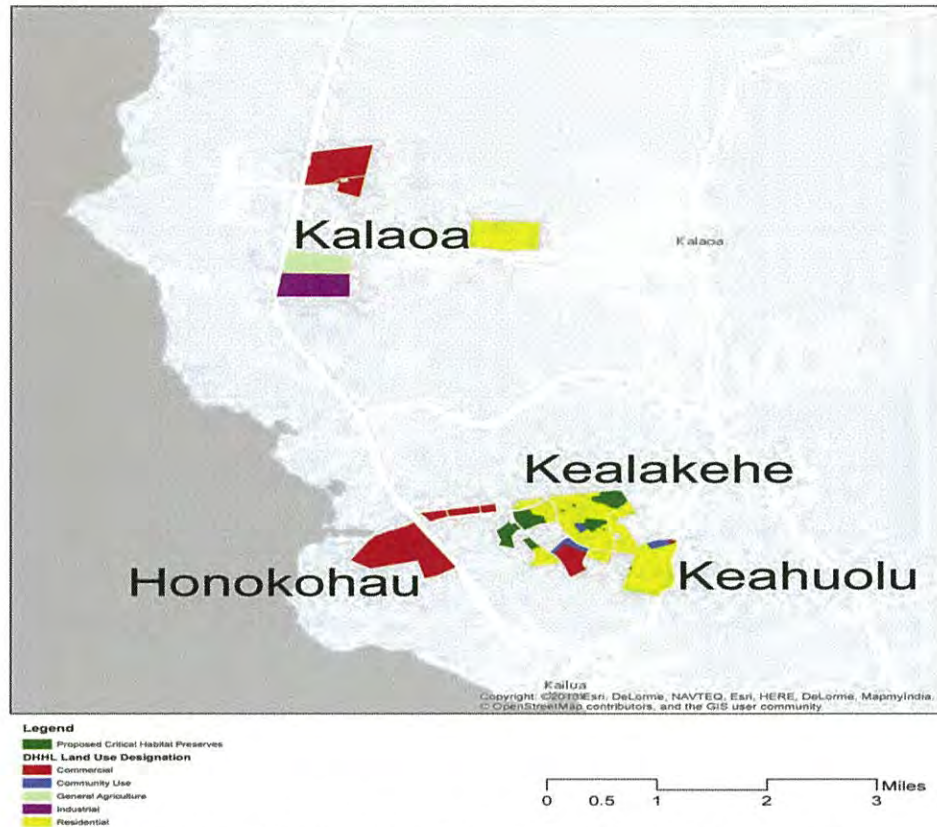 Kalaoa
Kalaoa
Kealakehe
Honokohau
Keahuolu
Kailua
Copyright: ©2013 Esri, DeLorme, NAVTEQ, Esri, HERE, DeLorme, MapmyIndia,
© OpenStreetMap contributors, and the GIS user community
Legend
Proposed Critical Habitat Preserves
DHHL Land Use Designation
Commercial
Community Use
General Agriculture
Industrial
Residential
Miles
0 0.5 1 2 3